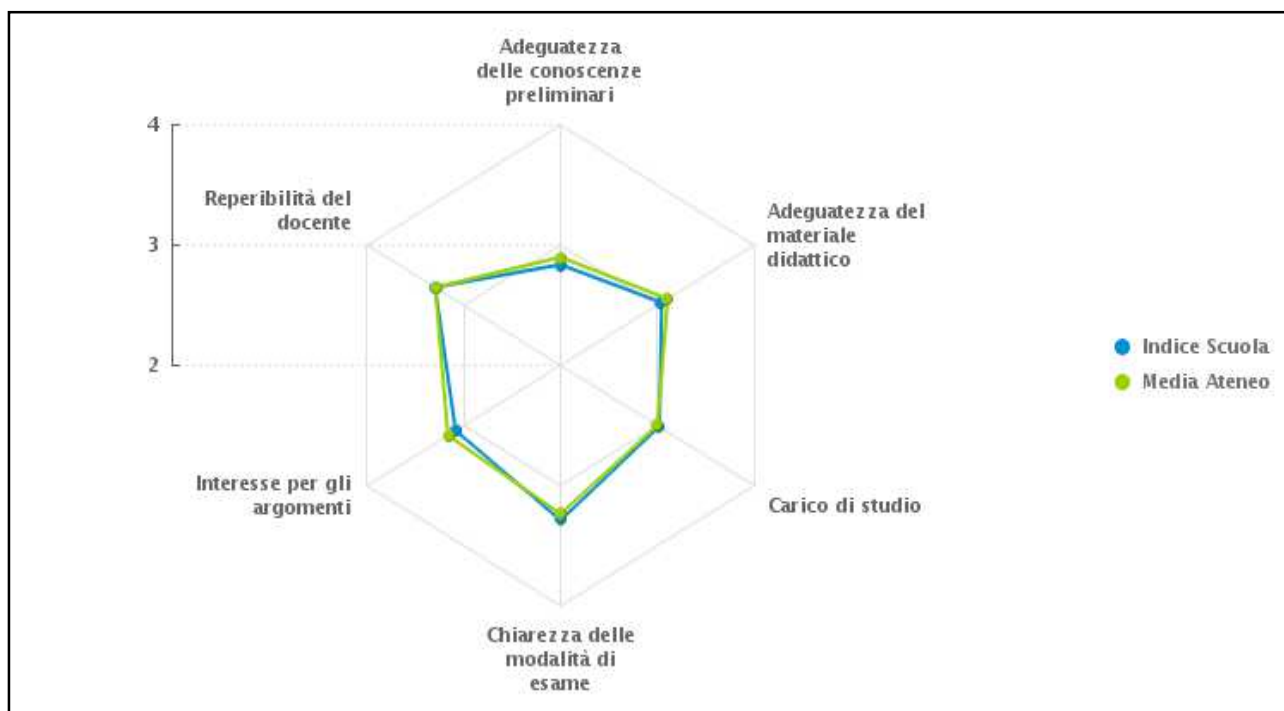 Adeguatezza
delle conoscenze
preliminari
4
Reperibilità del
docente
Adeguatezza del
materiale
didattico
3
2
Indice Scuola
Media Ateneo
Interesse per gli
argomenti
Carico di studio
Chiarezza delle
modalità di
esame